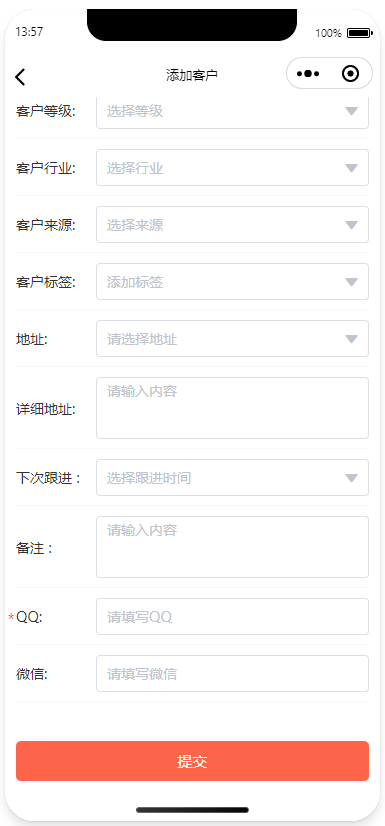 13:57
100%
添加客户
客户等级:
选择等级
客户行业:
选择行业
客户来源:
选择来源
客户标签:
添加标签
地址:
请选择地址
详细地址:
请输入内容
下次跟进：
选择跟进时间
备注：
请输入内容
*QQ:
请填写QQ
微信:
请填写微信
提交